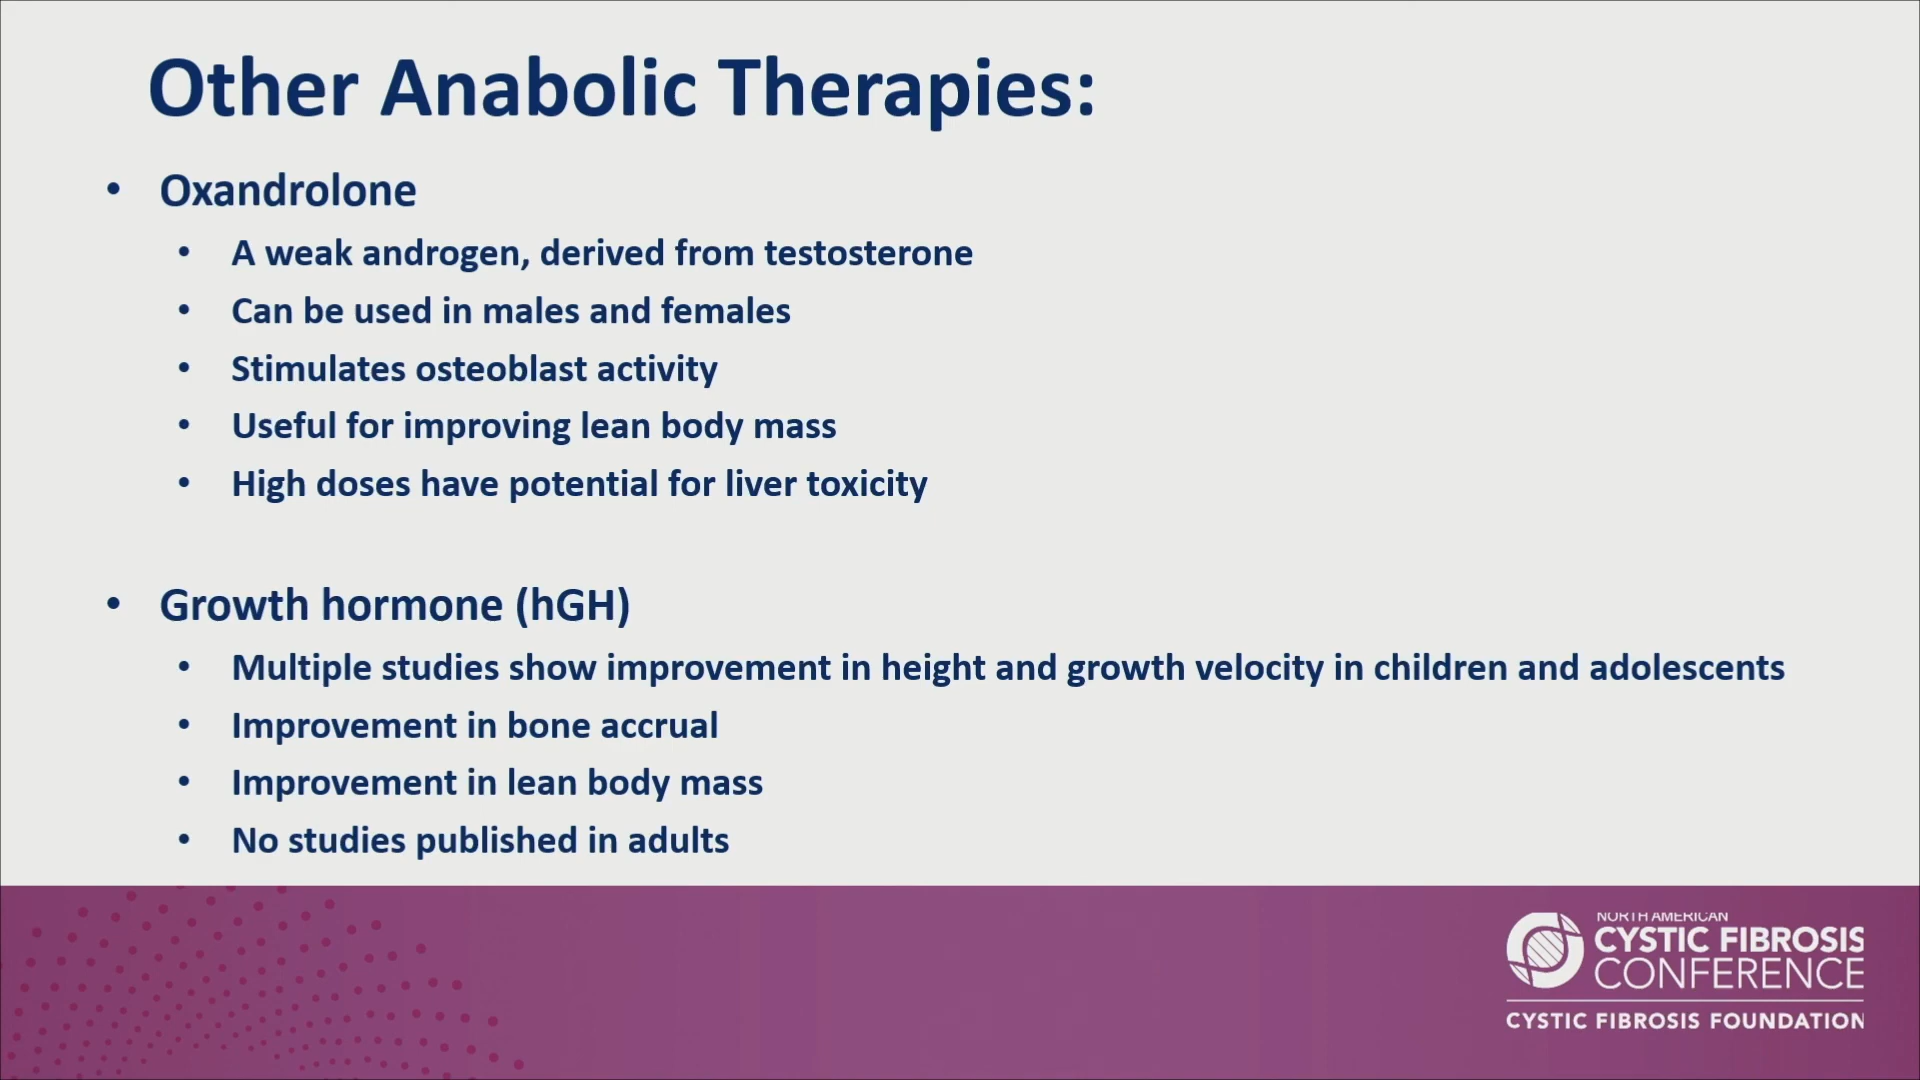 Other Anabolic Therapies:
• Oxandrolone
• A weak androgen, derived from testosterone
• Can be used in males and females
• Stimulates osteoblast activity
• Useful for improving lean body mass
• High doses have potential for liver toxicity
• Growth hormone (hGH)
• Multiple studies show improvement in height and growth velocity in children and adolescents
• Improvement in bone accrual
• Improvement in lean body mass
• No studies published in adults
NORTH AMERICAN
CYSTIC FIBROSIS
CONFERENCE
CYSTIC FIBROSIS FOUNDATION